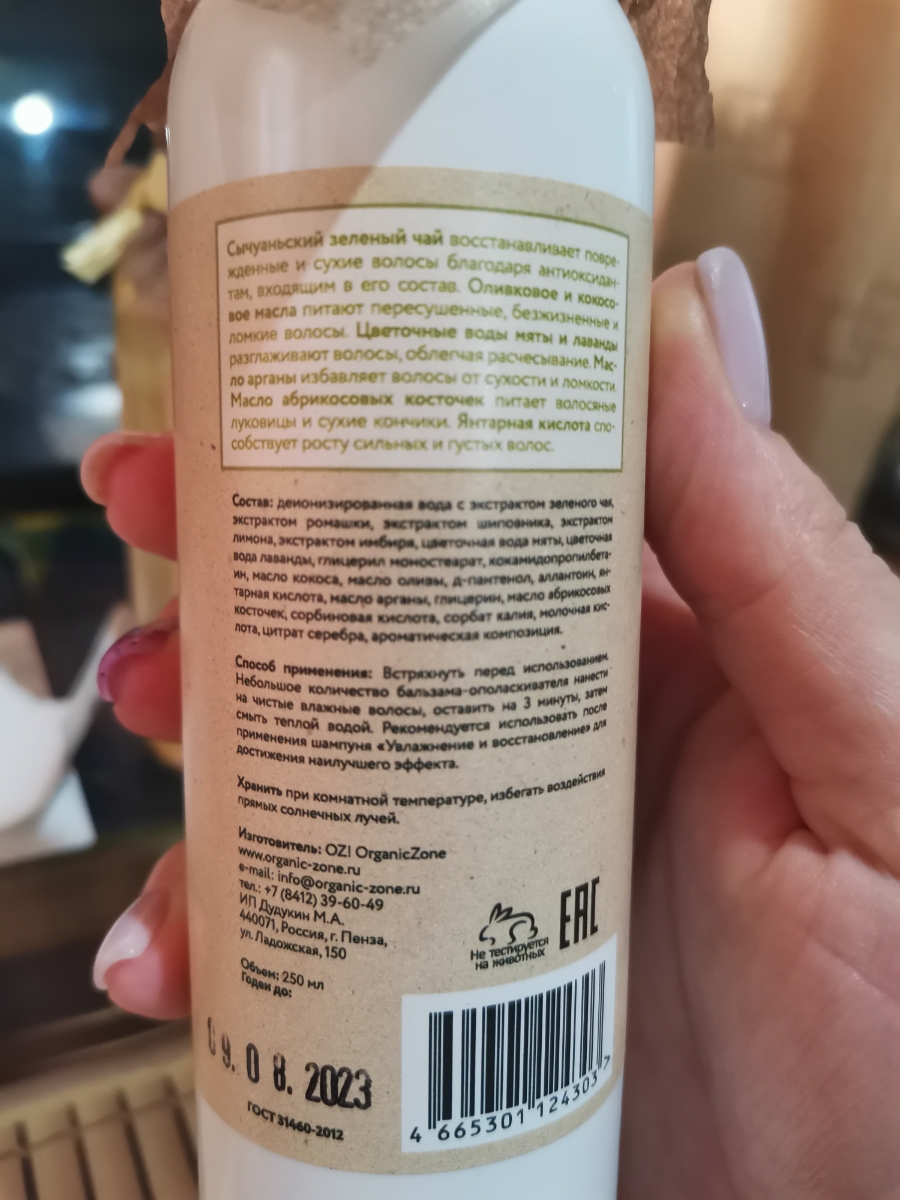 Сычуаньский зеленый чай восстанавливает повре-
жденные и сухие волосы благодаря антиоксидан-
там, входящим в его состав. Оливковое и кокосо-
вое масла питают пересушенные, безжизненные и
ломкие волосы. Цветочные воды мяты и лаванды
разглаживают волосы, облегчая расчесывание. Мас-
ло арганы избавляет волосы от сухости и ломкости.
Масло абрикосовых косточек питает волосяные
луковицы и сухие кончики. Янтарная кислота спо-
собствует росту сильных и густых волос.
Состав: деионизированная вода с экстрактом зеленого чая,
экстрактом ромашки, экстрактом шиповника, экстрактом
лимона, экстрактом имбиря, цветочная вода мяты, цветочная
вода лаванды, глицерил моностеарат, кокамидопропилбета-
ин, масло кокоса, масло оливы, д-пантенол, аллантоин, ян-
тарная кислота, масло арганы, глицерин, масло абрикосовых
косточек, сорбиновая кислота, сорбат калия, молочная кис-
лота, цитрат серебра, ароматическая композиция.
Способ применения: Встряхнуть перед использованием.
Небольшое количество бальзама-ополаскивателя нанести
на чистые влажные волосы, оставить на 3 минуты, затем
смыть теплой водой. Рекомендуется использовать после
применения шампуня «Увлажнение и восстановление» для
достижения наилучшего эффекта.
Хранить при комнатной температуре, избегать воздействия
прямых солнечных лучей.
Изготовитель: OZI OrganicZone
www.organic-zone.ru
e-mail: info@organic-zone.ru
тел.: +7 (8412) 39-60-49
ИП Дудукин М.А.
440071, Россия, г. Пенза,
ул. Ладожская, 150
Не тестируется
на животных
EAC
Объем: 250 мл
Годен до:
09. 08. 2023
ГОСТ 31460-2012
4 665301 124303 7